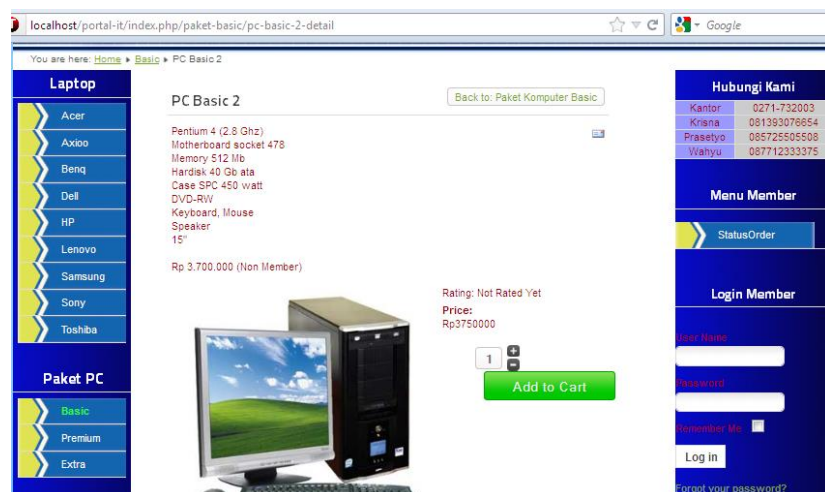 localhost/portal-it/index.php/paket-basic/pc-basic-2-detail
Google
You are here: Home Basic PC Basic 2
Laptop
Acer
Axioo
Benq
Dell
HP
Lenovo
Samsung
Sony
Toshiba
Paket PC
Basic
Premium
Extra
PC Basic 2
Back to: Paket Komputer Basic
Pentium 4 (2.8 Ghz)
Motherboard socket 478
Memory 512 Mb
Hardisk 40 Gb ata
Case SPC 450 watt
DVD-RW
Keyboard, Mouse
Speaker
15"
Rp 3.700.000 (Non Member)
Rating: Not Rated Yet
Price:
Rp3750000
1
Add to Cart
Hubungi Kami
Kantor 0271-732003
Krisna 081393076654
Prasetyo 085725505508
Wahyu 087712333375
Menu Member
StatusOrder
Login Member
User Name
Password
Remember Me
Log in
Forgot your password?